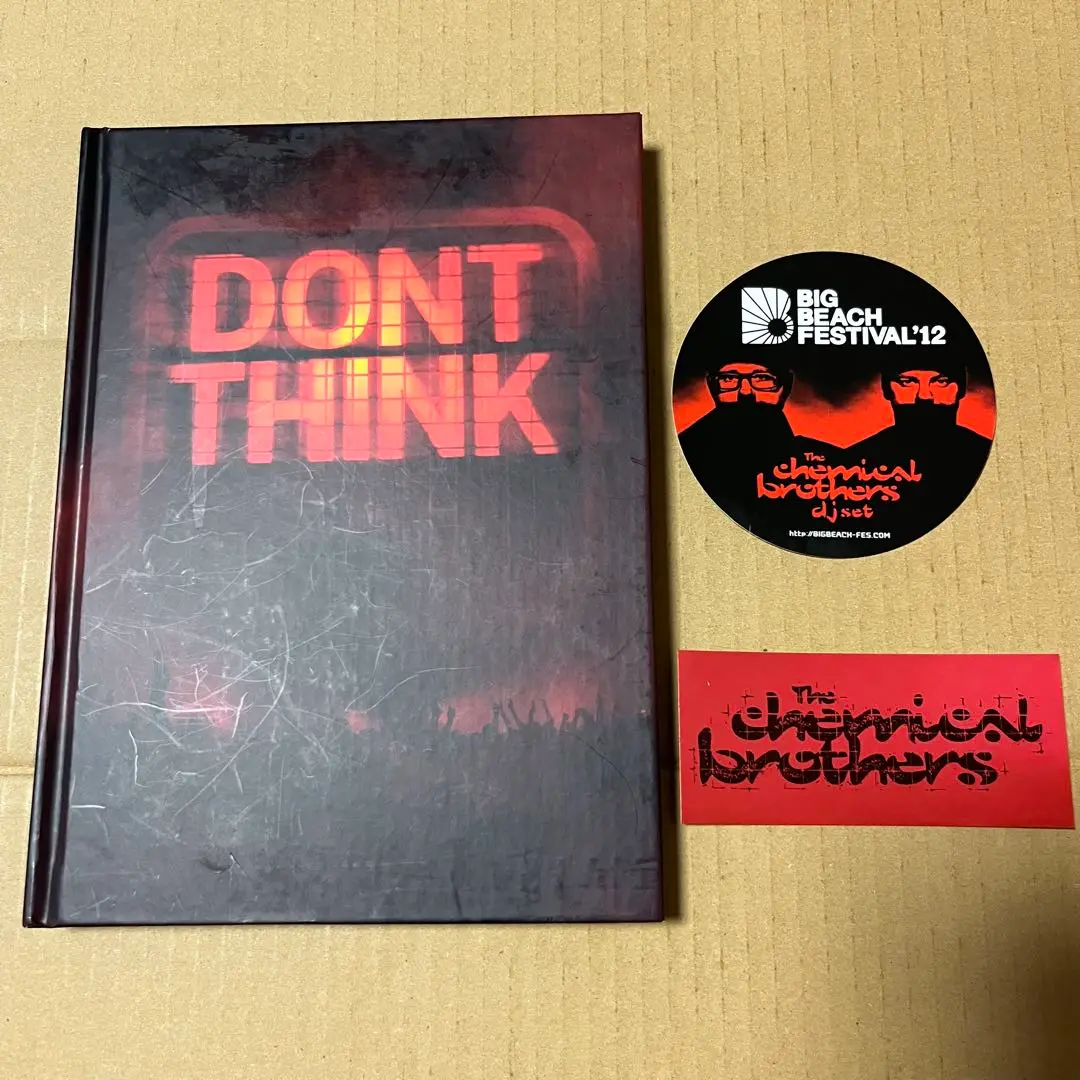 DONT
THINK
BIG
BEACH
FESTIVAL'12
The
chemical
brothers
dj set
http://BIGBEACH-FES.COM
The
chemical
brothers